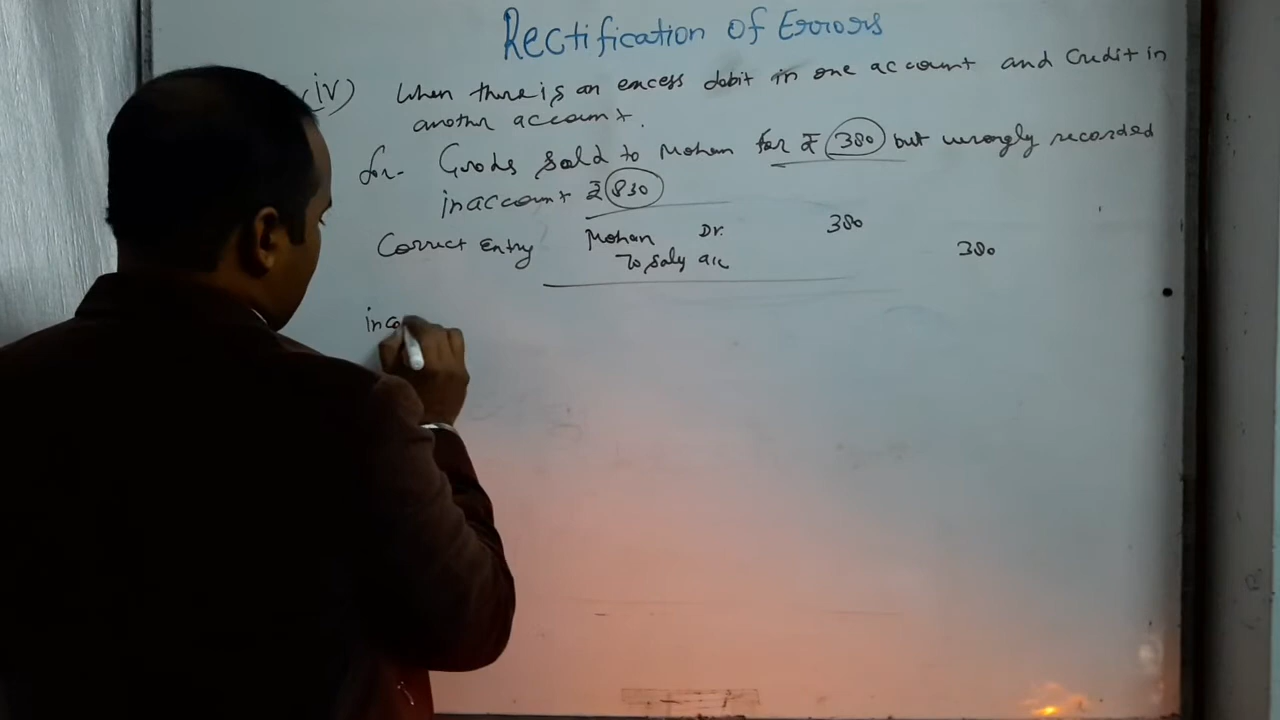 Rectification of Errors
(iv) When there is an excess debit in one account and Credit in
another account.
for- Goods sold to Mohan for ₹ 380 but wrongly recorded
in account ₹ 830
Correct Entry Mohan Dr. 380
To saly a/c 380
inco